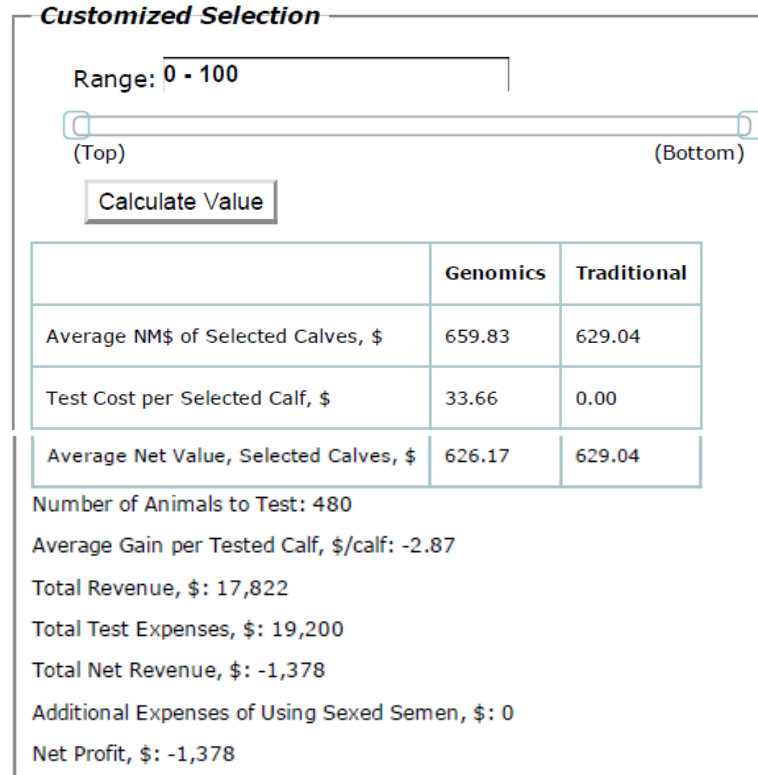 Customized Selection
Range: 0 - 100
(Top) (Bottom)
Calculate Value
Genomics Traditional
Average NM$ of Selected Calves, $ 659.83 629.04
Test Cost per Selected Calf, $ 33.66 0.00
Average Net Value, Selected Calves, $ 626.17 629.04
Number of Animals to Test: 480
Average Gain per Tested Calf, $/calf: -2.87
Total Revenue, $: 17,822
Total Test Expenses, $: 19,200
Total Net Revenue, $: -1,378
Additional Expenses of Using Sexed Semen, $: 0
Net Profit, $: -1,378